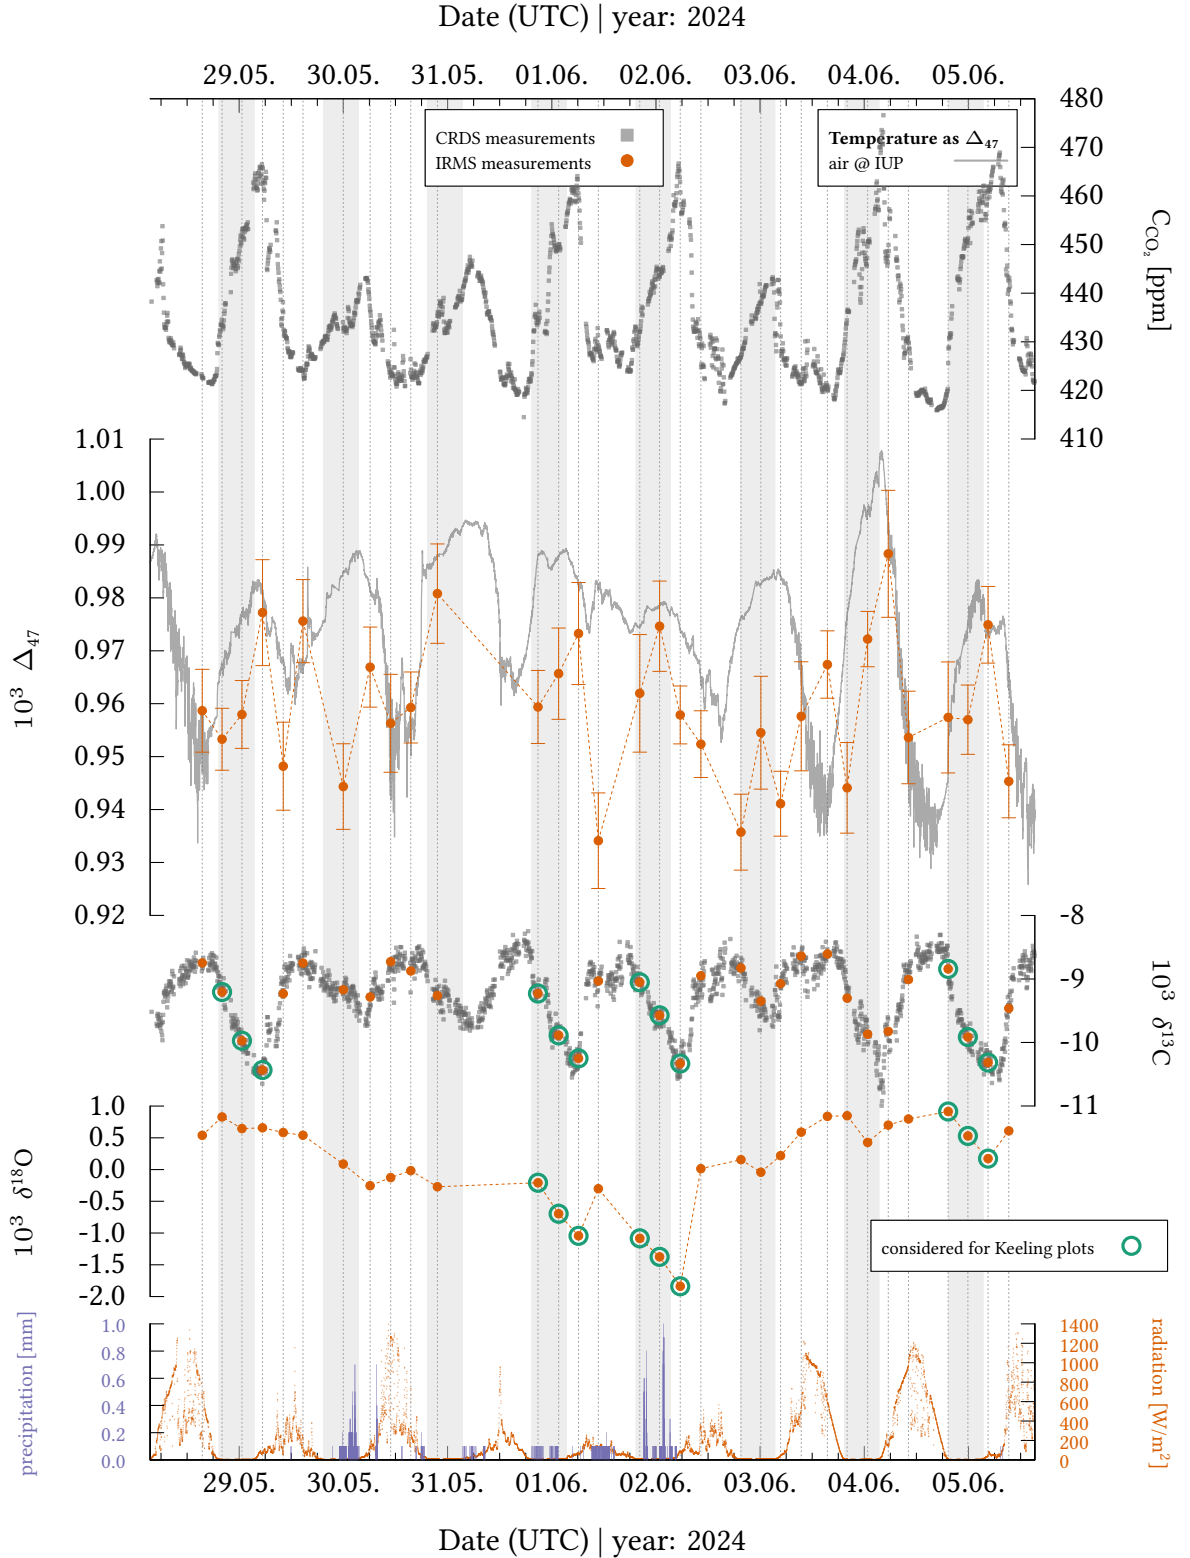 Date (UTC) | year: 2024
29.05. 30.05. 31.05. 01.06. 02.06. 03.06. 04.06. 05.06.
CRDS measurements
IRMS measurements
Temperature as Δ47
air @ IUP
480
470
460
450
440
430
420
410
C_CO₂ [ppm]
1.01
1.00
0.99
0.98
0.97
0.96
0.95
0.94
0.93
0.92
10³ Δ47
-8
-9
-10
-11
10³ δ¹³C
1.0
0.5
0.0
-0.5
-1.0
-1.5
-2.0
10³ δ¹⁸O
considered for Keeling plots
1.0
0.8
0.6
0.4
0.2
0.0
precipitation [mm]
1400
1200
1000
800
600
400
200
0
radiation [W/m²]
29.05. 30.05. 31.05. 01.06. 02.06. 03.06. 04.06. 05.06.
Date (UTC) | year: 2024